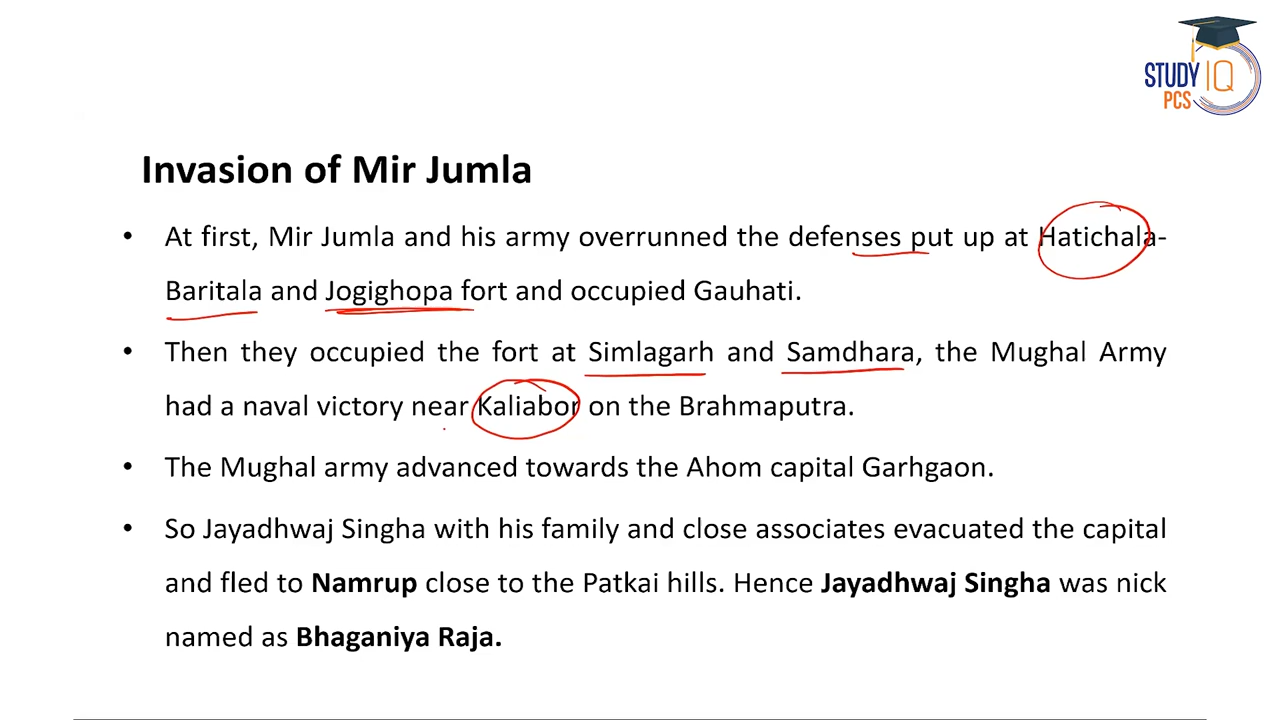 STUDY IQ
PCS
Invasion of Mir Jumla
• At first, Mir Jumla and his army overrunned the defenses put up at Hatichala-
Baritala and Jogighopa fort and occupied Gauhati.
• Then they occupied the fort at Simlagarh and Samdhara, the Mughal Army
had a naval victory near Kaliabor on the Brahmaputra.
• The Mughal army advanced towards the Ahom capital Garhgaon.
• So Jayadhwaj Singha with his family and close associates evacuated the capital
and fled to Namrup close to the Patkai hills. Hence Jayadhwaj Singha was nick
named as Bhaganiya Raja.